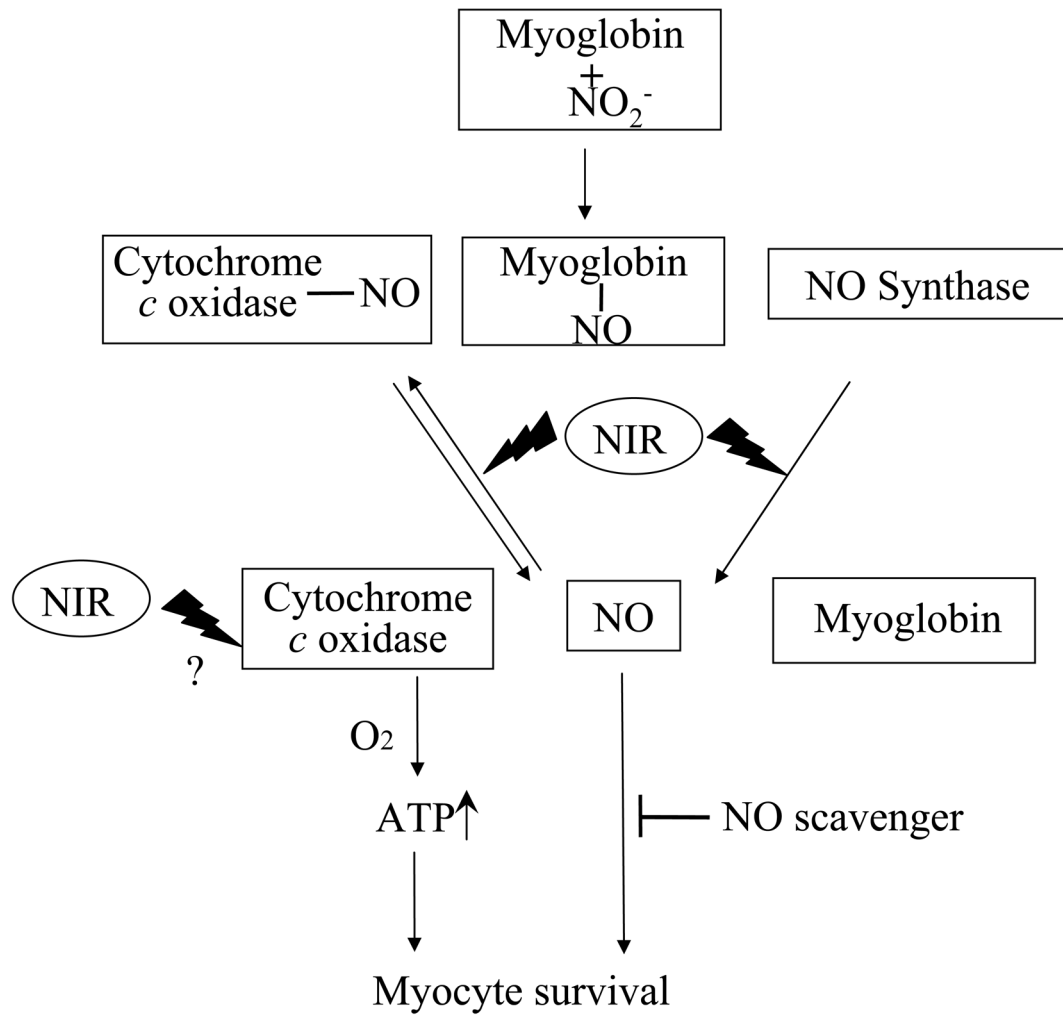 Myoglobin
+
NO₂⁻
Cytochrome
c oxidase — NO
Myoglobin
|
NO
NO Synthase
NIR
NIR
?
Cytochrome
c oxidase
NO
Myoglobin
O₂
ATP↑
NO scavenger
Myocyte survival